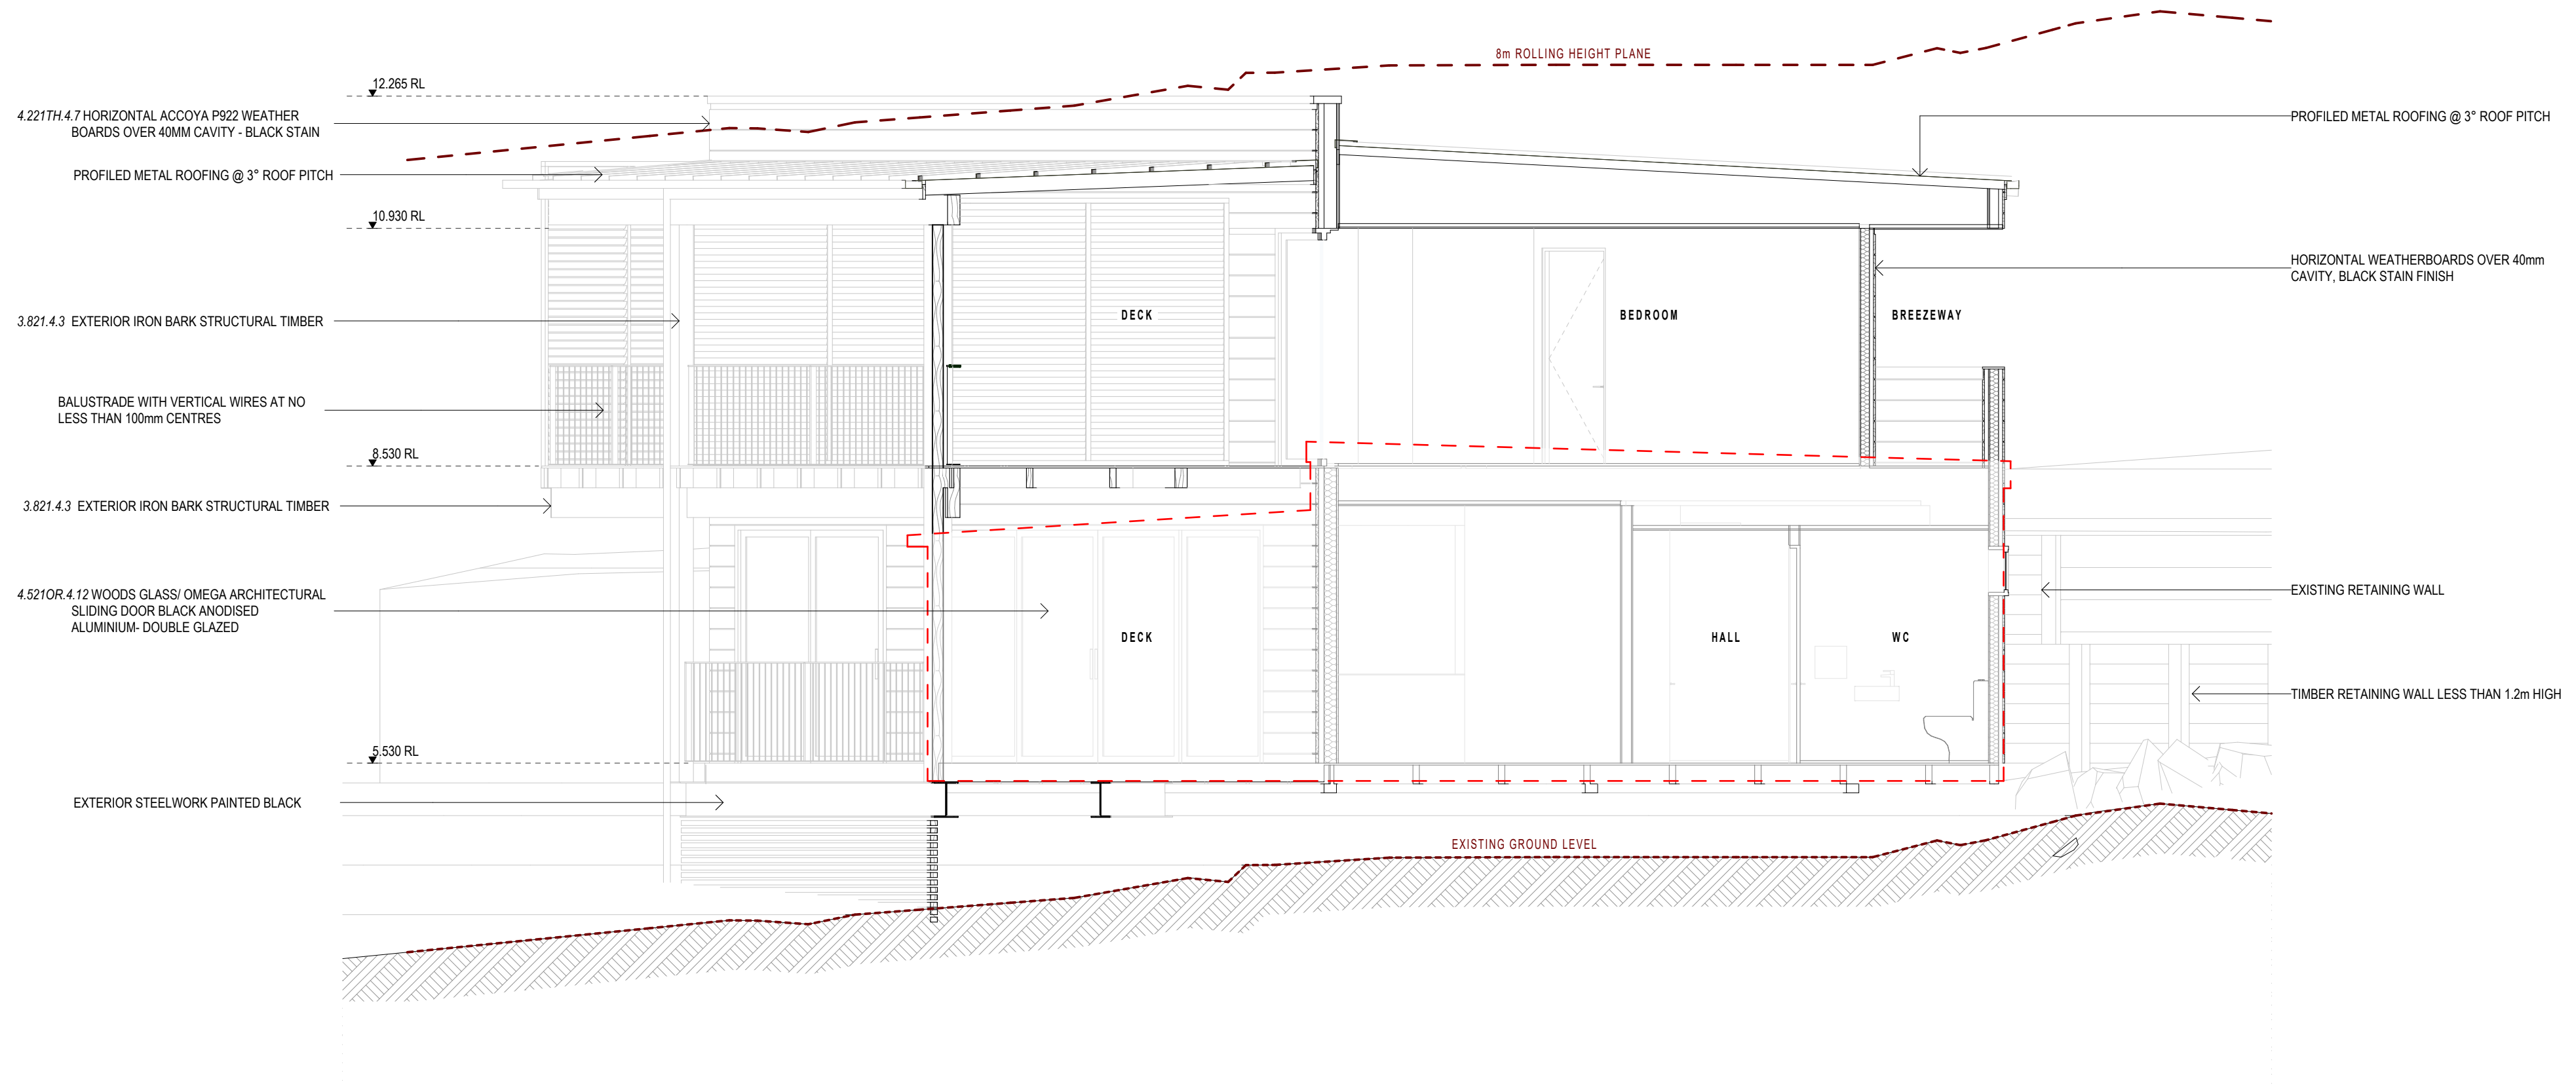 8m ROLLING HEIGHT PLANE
12.265 RL
4.221TH.4.7 HORIZONTAL ACCOYA P922 WEATHER
BOARDS OVER 40MM CAVITY - BLACK STAIN
PROFILED METAL ROOFING @ 3° ROOF PITCH
PROFILED METAL ROOFING @ 3° ROOF PITCH
10.930 RL
HORIZONTAL WEATHERBOARDS OVER 40mm
CAVITY, BLACK STAIN FINISH
3.821.4.3 EXTERIOR IRON BARK STRUCTURAL TIMBER
DECK
BEDROOM
BREEZEWAY
BALUSTRADE WITH VERTICAL WIRES AT NO
LESS THAN 100mm CENTRES
8.530 RL
3.821.4.3 EXTERIOR IRON BARK STRUCTURAL TIMBER
4.521OR.4.12 WOODS GLASS/ OMEGA ARCHITECTURAL
SLIDING DOOR BLACK ANODISED
ALUMINIUM- DOUBLE GLAZED
EXISTING RETAINING WALL
DECK
HALL
WC
TIMBER RETAINING WALL LESS THAN 1.2m HIGH
5.530 RL
EXTERIOR STEELWORK PAINTED BLACK
EXISTING GROUND LEVEL